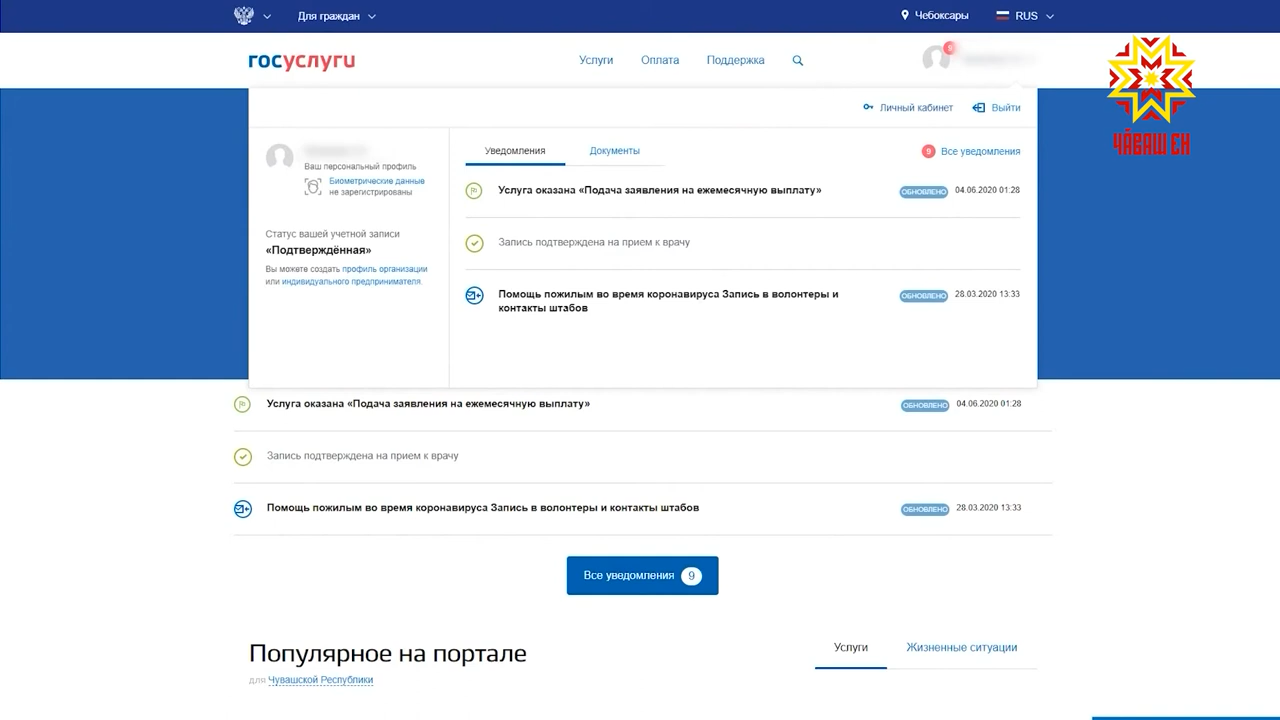 Для граждан
Чебоксары
RUS
госуслуги
Услуги
Оплата
Поддержка
9
ЧӐВАШ ЕН
Личный кабинет
Выйти
Ваш персональный профиль
Биометрические данные
не зарегистрированы
Статус вашей учетной записи
«Подтверждённая»
Вы можете создать профиль организации
или индивидуального предпринимателя.
Уведомления
Документы
9 Все уведомления
Услуга оказана «Подача заявления на ежемесячную выплату»
ОБНОВЛЕНО
04.06.2020 01:28
Запись подтверждена на прием к врачу
Помощь пожилым во время коронавируса Запись в волонтеры и
контакты штабов
ОБНОВЛЕНО
28.03.2020 13:33
Услуга оказана «Подача заявления на ежемесячную выплату»
ОБНОВЛЕНО
04.06.2020 01:28
Запись подтверждена на прием к врачу
Помощь пожилым во время коронавируса Запись в волонтеры и контакты штабов
ОБНОВЛЕНО
28.03.2020 13:33
Все уведомления 9
Популярное на портале
для Чувашской Республики
Услуги
Жизненные ситуации